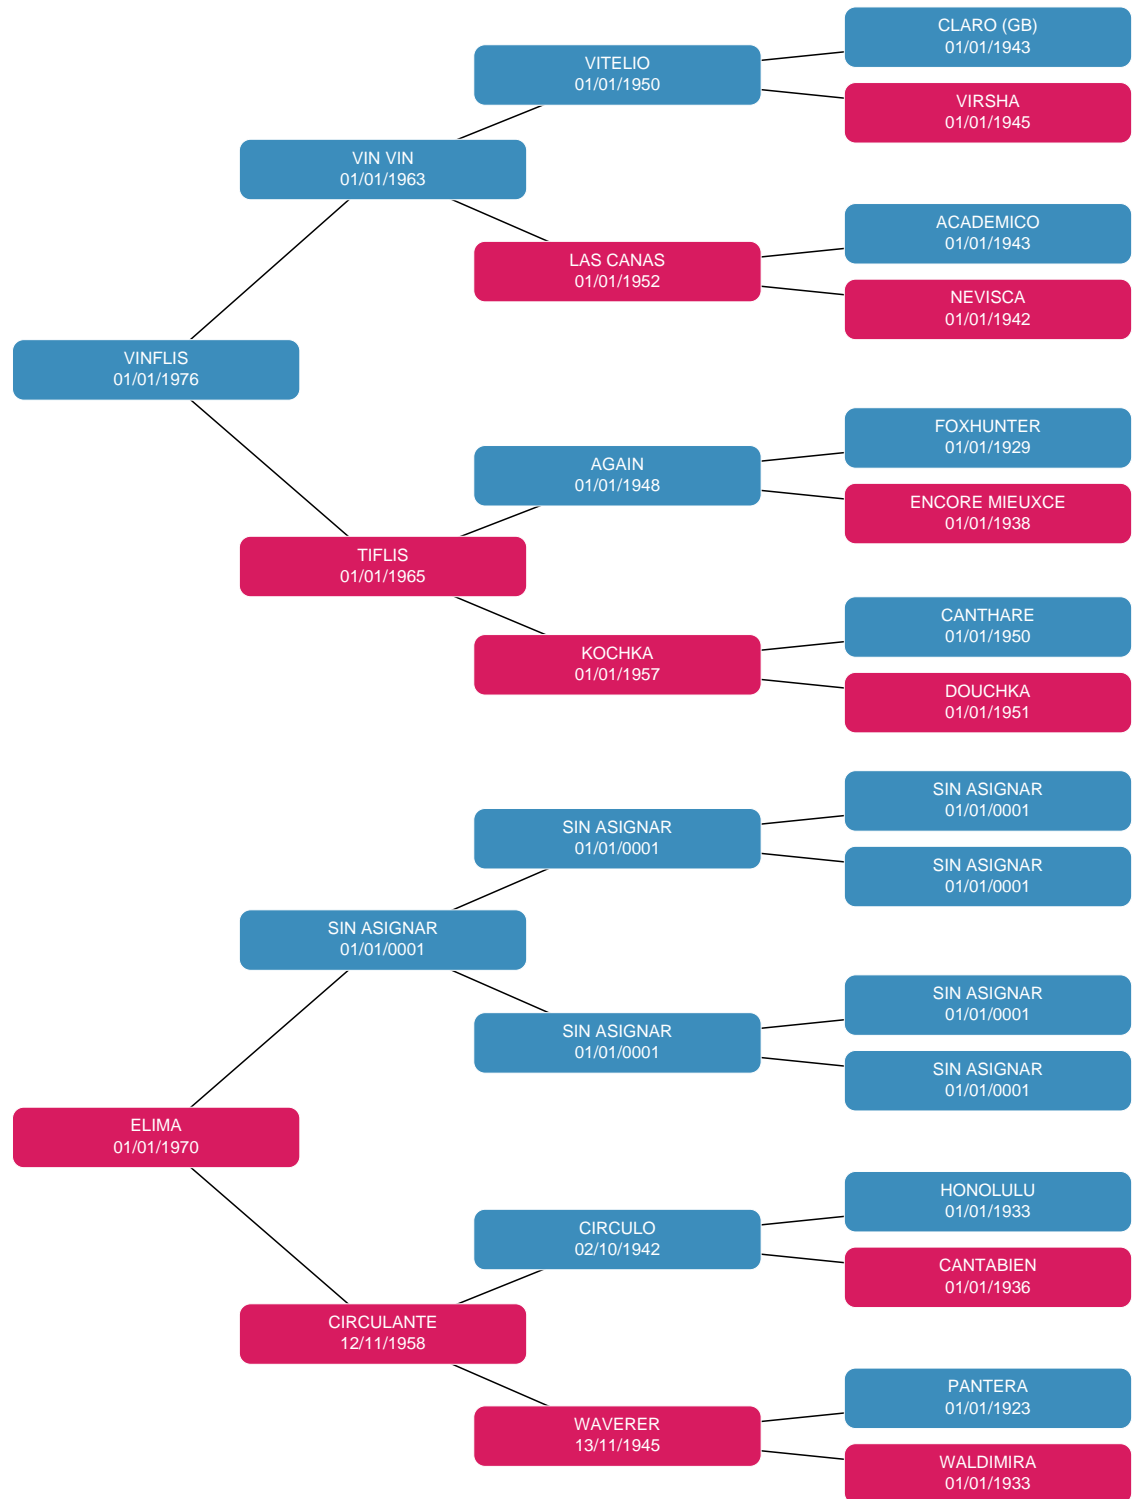 CLARO (GB)
01/01/1943
VITELIO
01/01/1950
VIRSHA
01/01/1945
VIN VIN
01/01/1963
ACADEMICO
01/01/1943
LAS CANAS
01/01/1952
NEVISCA
01/01/1942
VINFLIS
01/01/1976
FOXHUNTER
01/01/1929
AGAIN
01/01/1948
ENCORE MIEUXCE
01/01/1938
TIFLIS
01/01/1965
CANTHARE
01/01/1950
KOCHKA
01/01/1957
DOUCHKA
01/01/1951
SIN ASIGNAR
01/01/0001
SIN ASIGNAR
01/01/0001
SIN ASIGNAR
01/01/0001
SIN ASIGNAR
01/01/0001
SIN ASIGNAR
01/01/0001
SIN ASIGNAR
01/01/0001
SIN ASIGNAR
01/01/0001
ELIMA
01/01/1970
HONOLULU
01/01/1933
CIRCULO
02/10/1942
CANTABIEN
01/01/1936
CIRCULANTE
12/11/1958
PANTERA
01/01/1923
WAVERER
13/11/1945
WALDIMIRA
01/01/1933